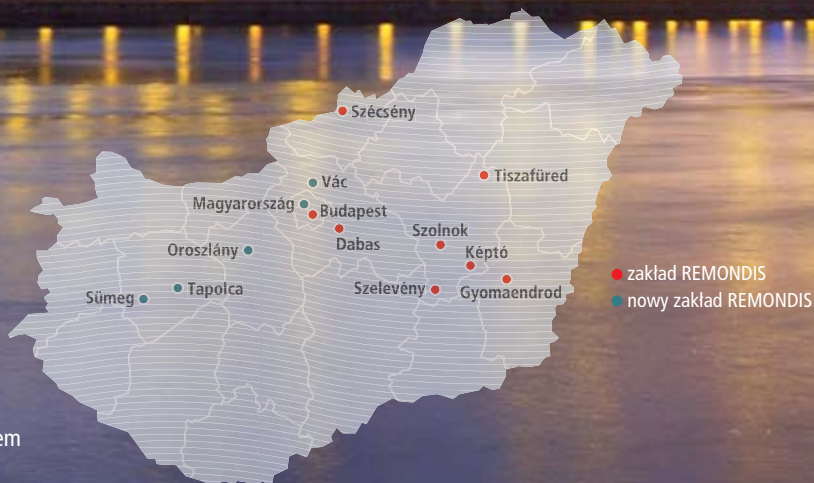 Szécsény
Tiszafüred
Vác
Magyarország
Budapest
Szolnok
Dabas
Képtó
Oroszlány
zakład REMONDIS
Tapolca
Szelevény
Gyomaendrod
Sümeg
nowy zakład REMONDIS
em